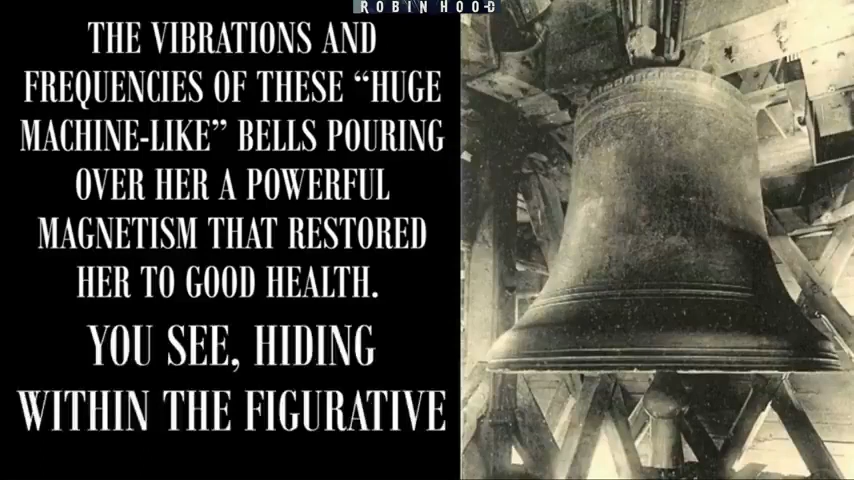 ROBIN HOOD
THE VIBRATIONS AND
FREQUENCIES OF THESE “HUGE
MACHINE-LIKE” BELLS POURING
OVER HER A POWERFUL
MAGNETISM THAT RESTORED
HER TO GOOD HEALTH.
YOU SEE, HIDING
WITHIN THE FIGURATIVE